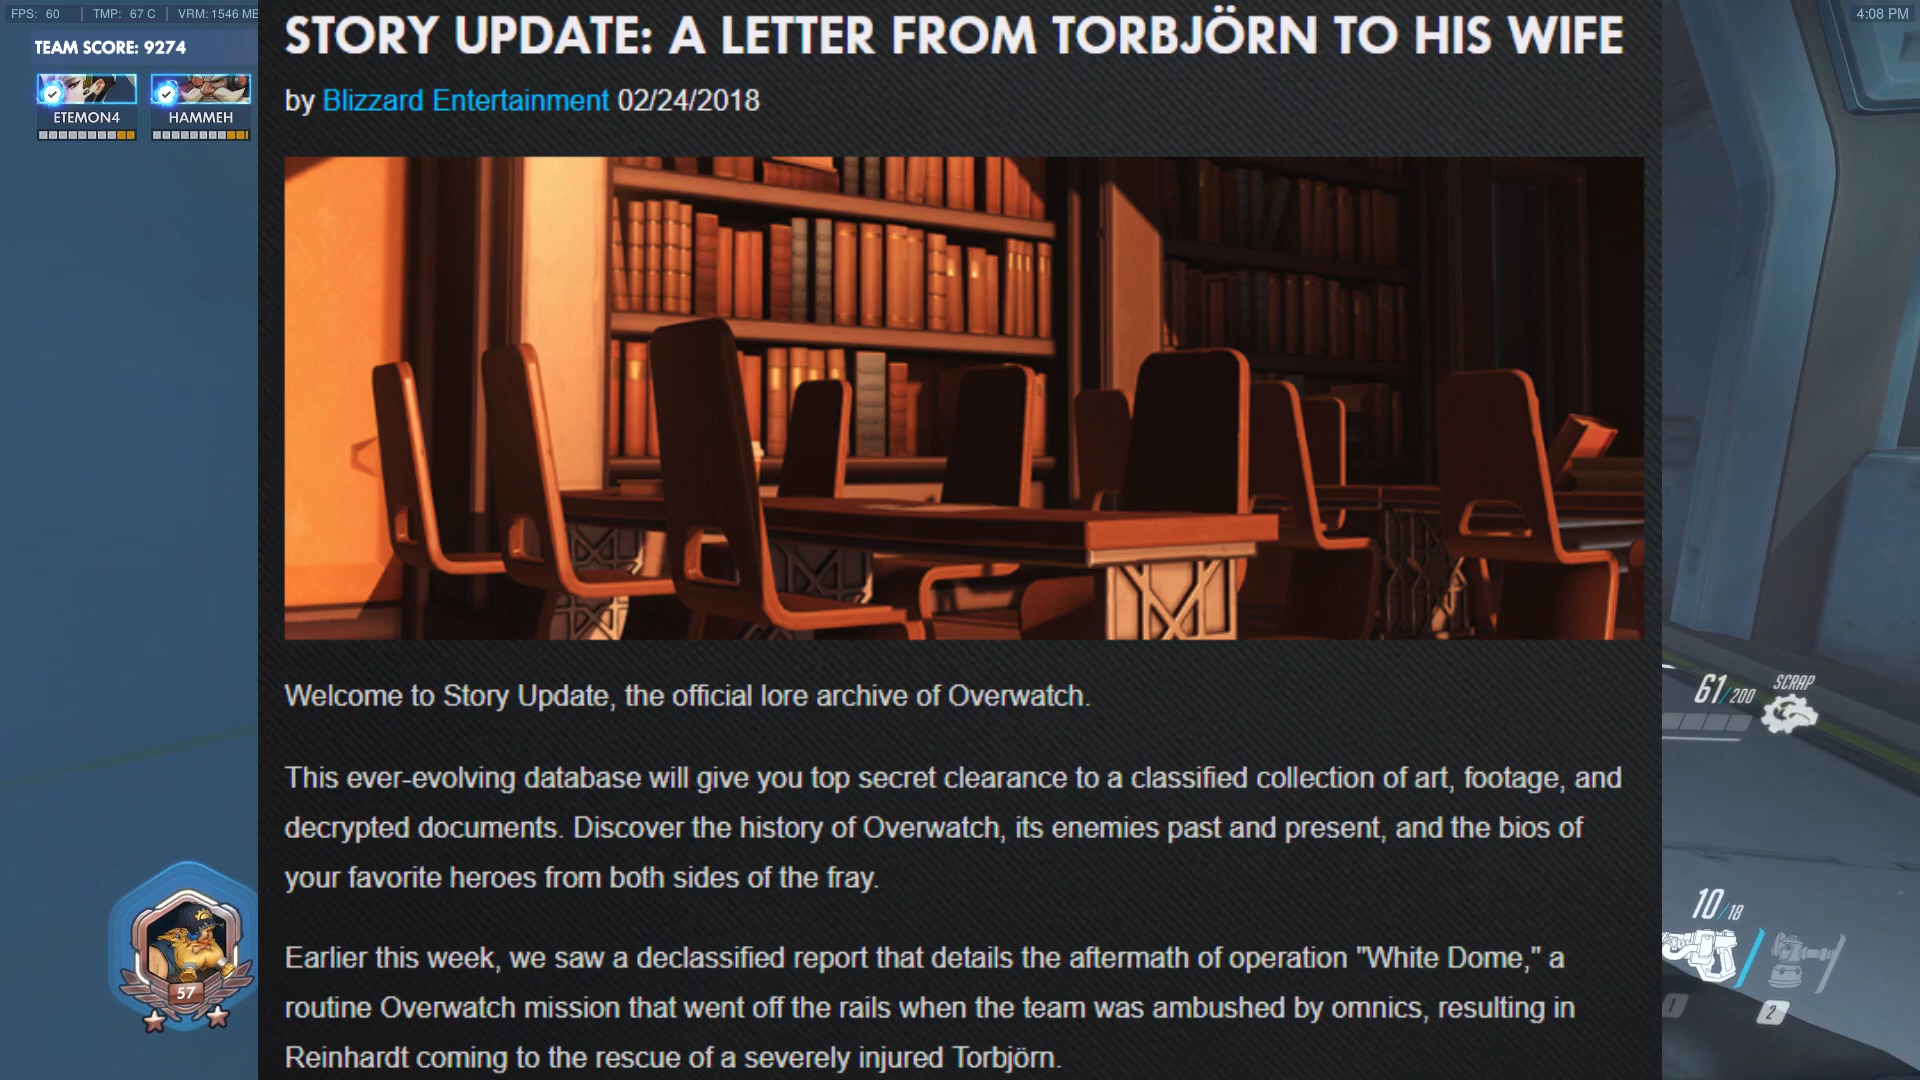 FPS: 60 | TMP: 67 C | VRM: 1546 MB
4:08 PM
TEAM SCORE: 9274
ETEMON4 HAMMEH
STORY UPDATE: A LETTER FROM TORBJÖRN TO HIS WIFE
by Blizzard Entertainment 02/24/2018
Welcome to Story Update, the official lore archive of Overwatch.
This ever-evolving database will give you top secret clearance to a classified collection of art, footage, and
decrypted documents. Discover the history of Overwatch, its enemies past and present, and the bios of
your favorite heroes from both sides of the fray.
Earlier this week, we saw a declassified report that details the aftermath of operation "White Dome," a
routine Overwatch mission that went off the rails when the team was ambushed by omnics, resulting in
Reinhardt coming to the rescue of a severely injured Torbjörn.
61/200 SCRAP
10/18
1 2
57